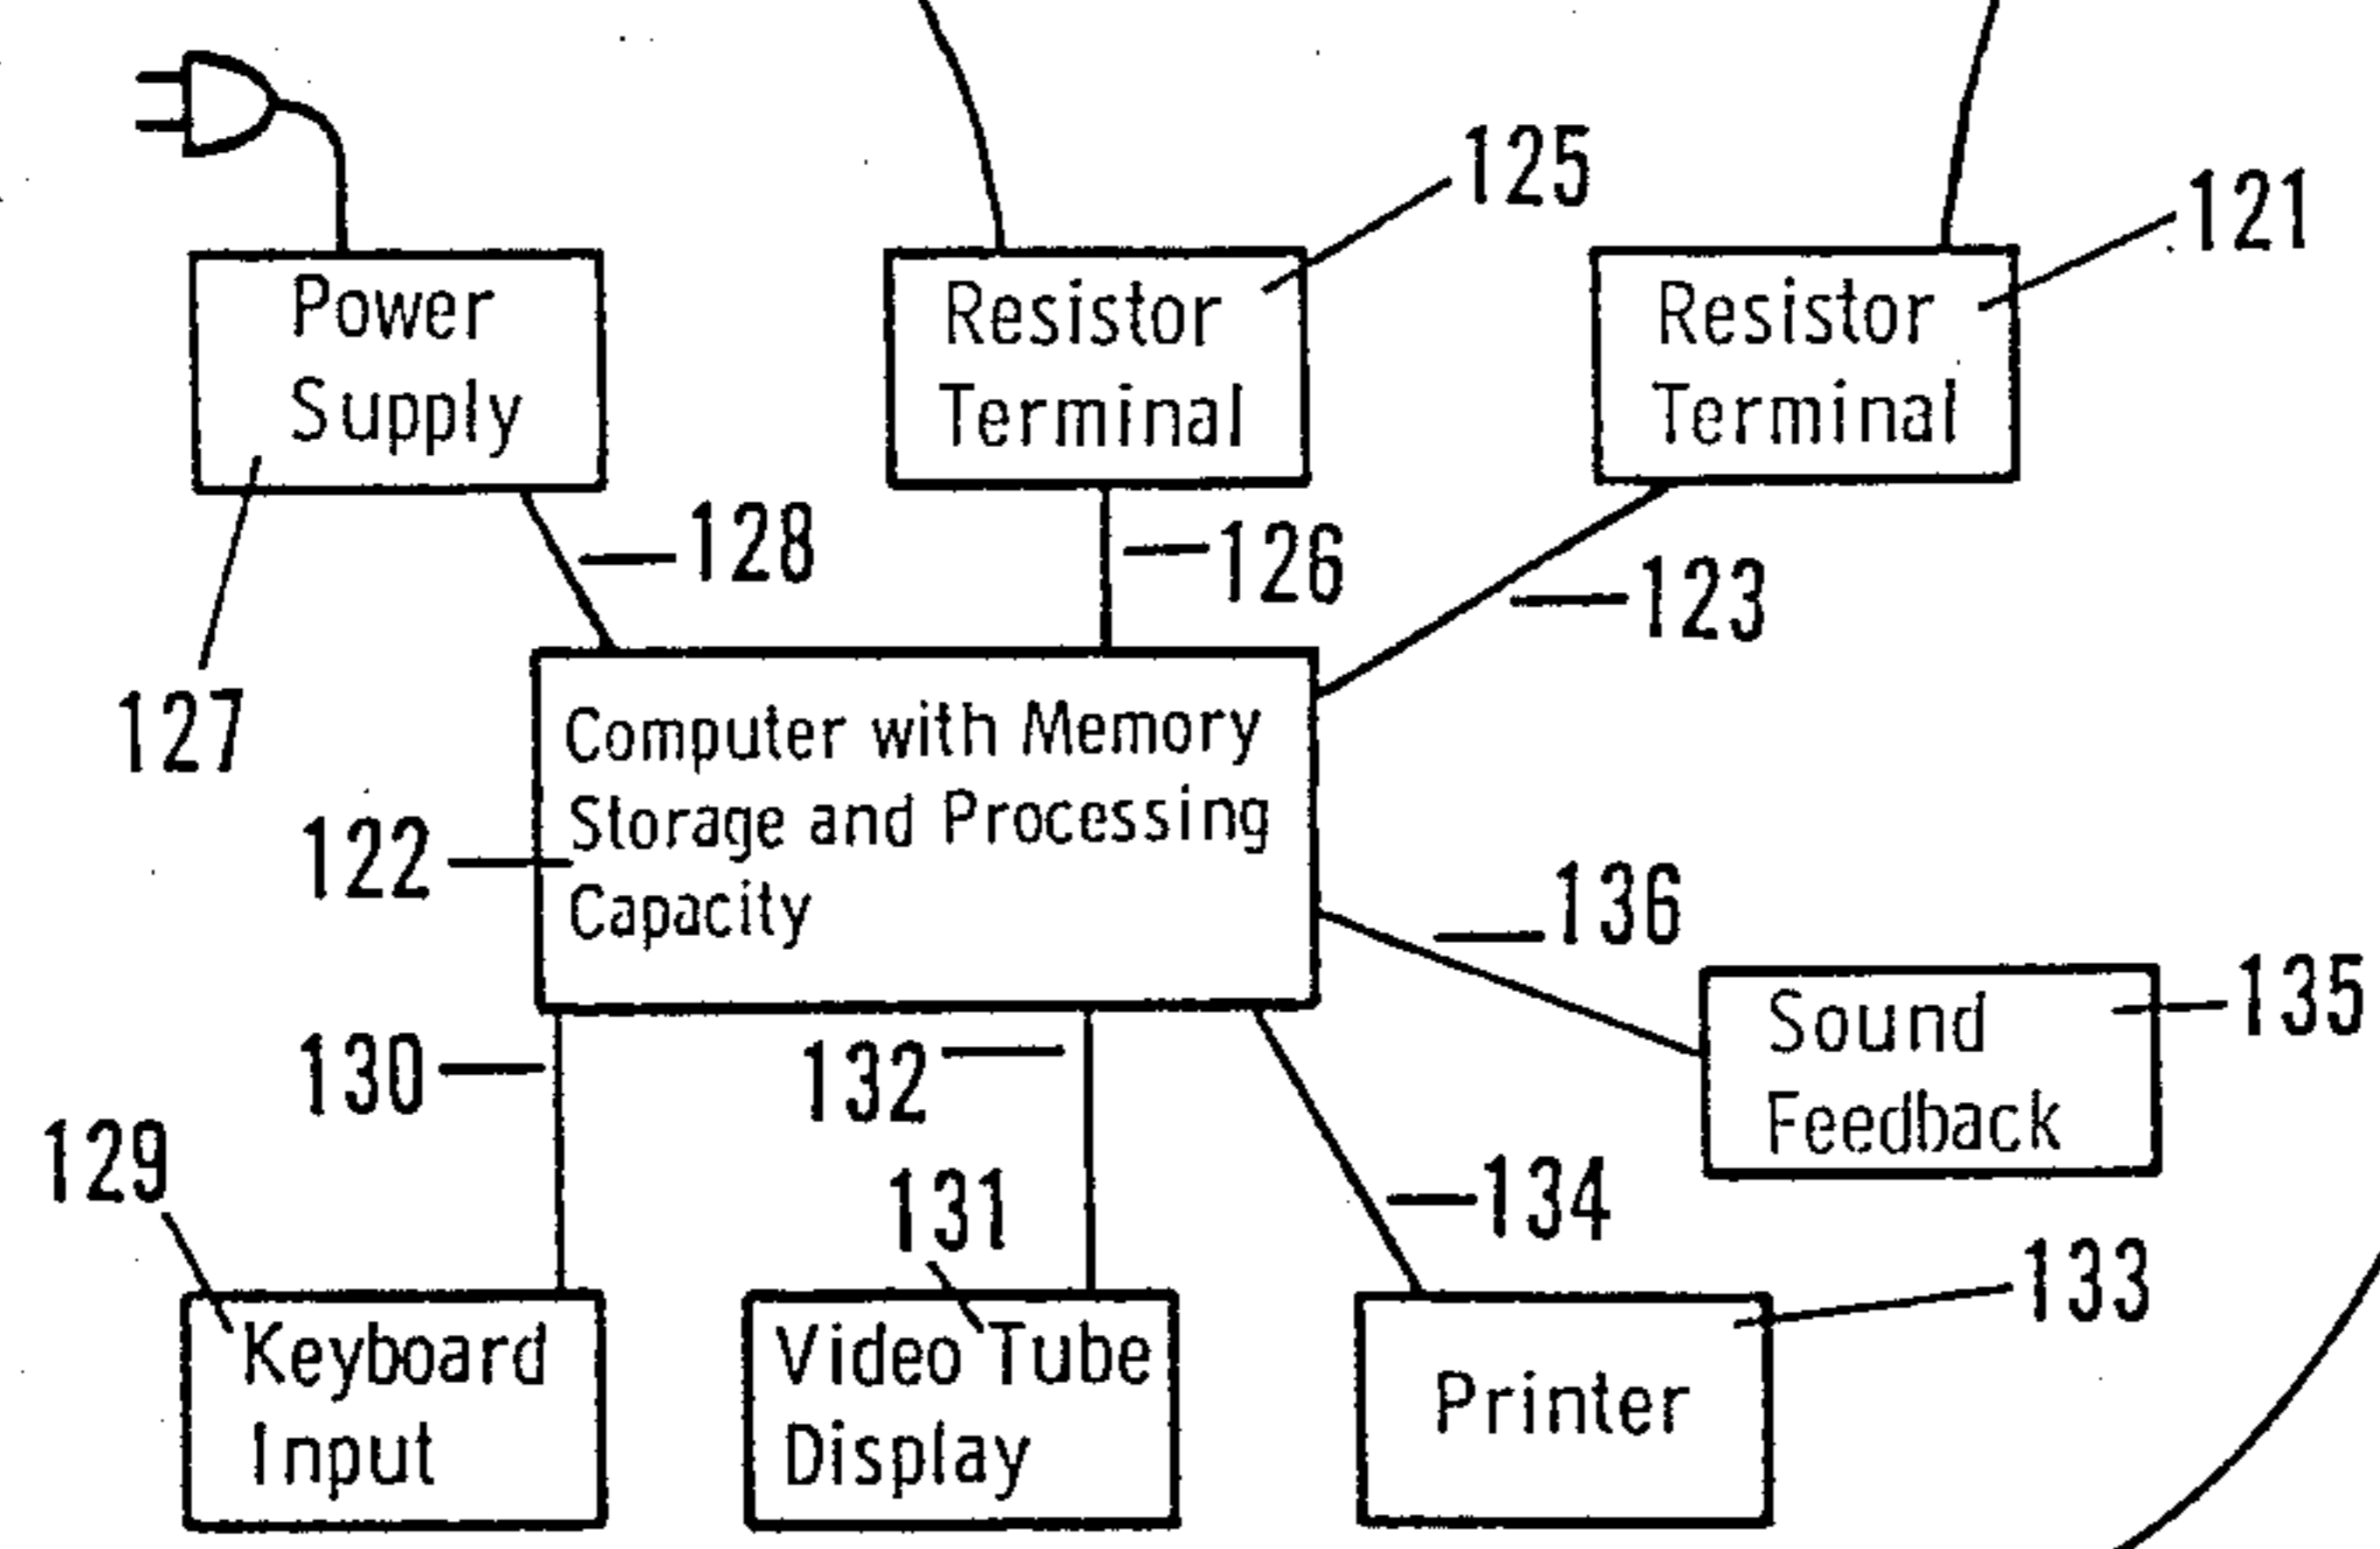 125
121
Power
Supply
Resistor
Terminal
Resistor
Terminal
128
126
123
127
Computer with Memory
Storage and Processing
Capacity
122
136
135
Sound
Feedback
130
132
129
131
134
133
Keyboard
Input
Video Tube
Display
Printer